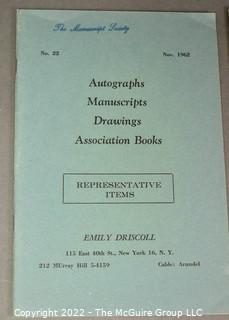 The Manuscript Society
No. 22 Nov. 1962
Autographs
Manuscripts
Drawings
Association Books
REPRESENTATIVE
ITEMS
EMILY DRISCOLL
115 East 40th St., New York 16, N. Y.
212 MUrray Hill 5-4159 Cable: Arundel
Copyright 2022 - The McGuire Group LLC